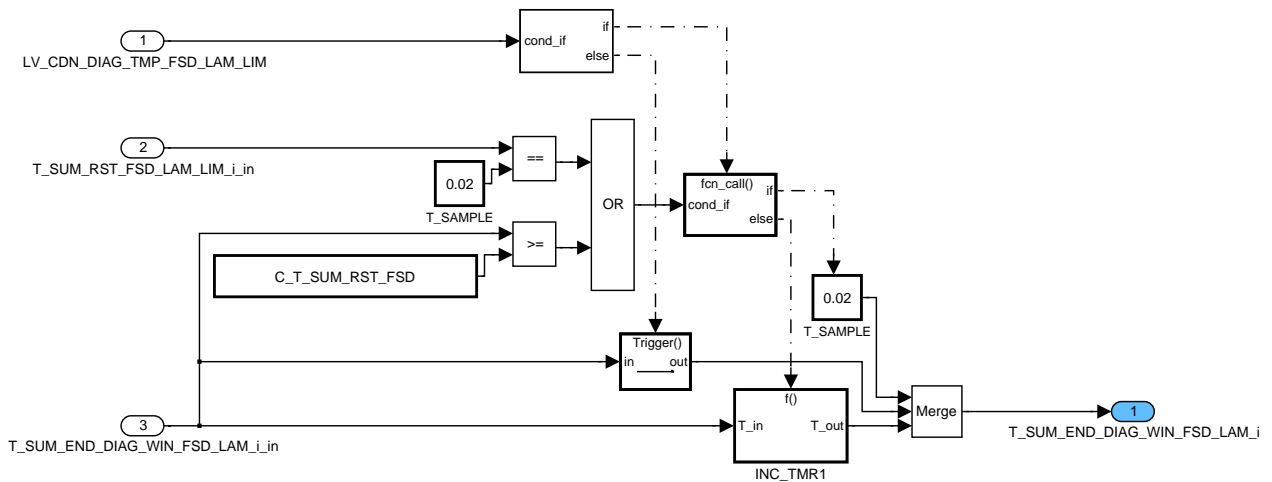 if
1
cond_if
else
LV_CDN_DIAG_TMP_FSD_LAM_LIM
2
==
T_SUM_RST_FSD_LAM_LIM_i_in
0.02
T_SAMPLE
OR
fcn_call()
if
cond_if
else
>=
C_T_SUM_RST_FSD
0.02
T_SAMPLE
Trigger()
in
out
f()
3
T_in
T_out
Merge
1
T_SUM_END_DIAG_WIN_FSD_LAM_i_in
T_SUM_END_DIAG_WIN_FSD_LAM_i
INC_TMR1